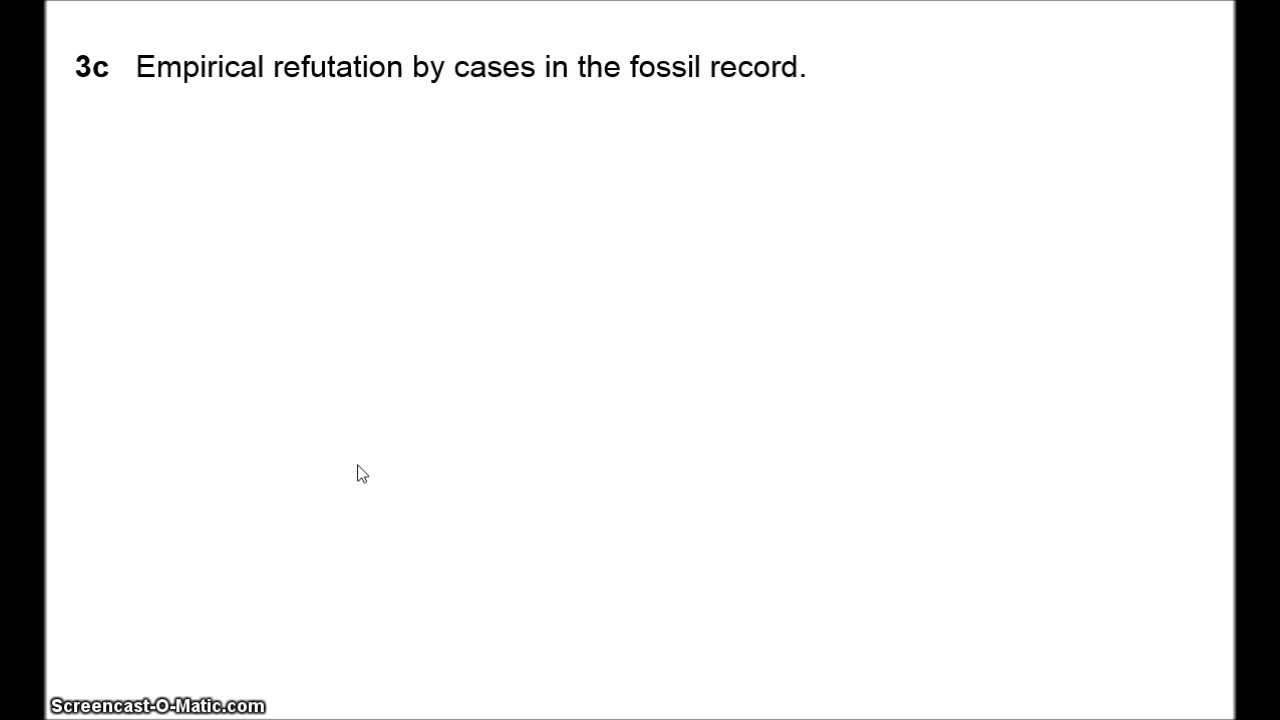 3c Empirical refutation by cases in the fossil record.
Screencast-O-Matic.com